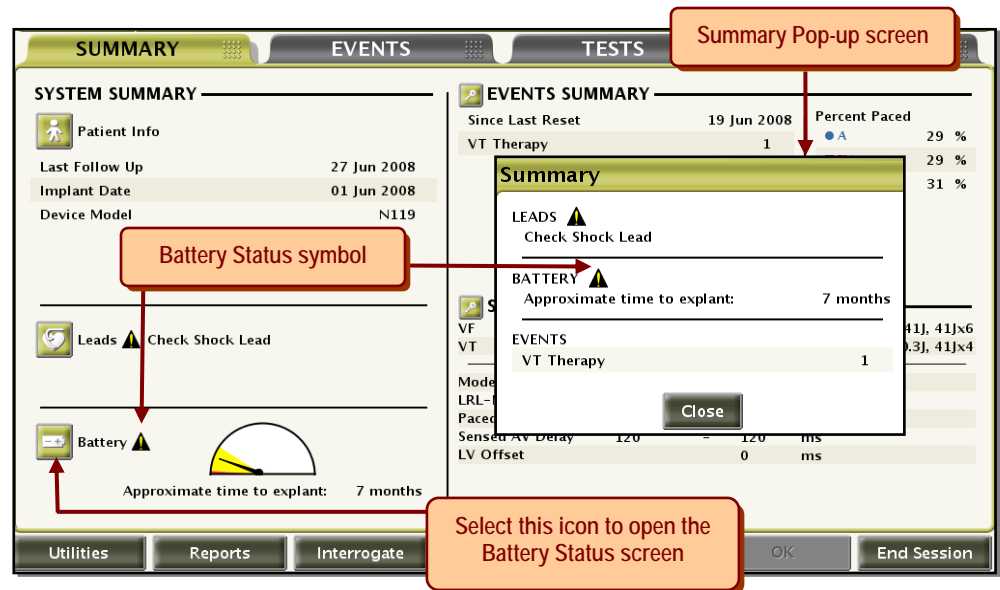 Summary Pop-up screen
SUMMARY
EVENTS
TESTS
SYSTEM SUMMARY
Patient Info
Last Follow Up 27 Jun 2008
Implant Date 01 Jun 2008
Device Model N119
Battery Status symbol
Leads Check Shock Lead
Battery
Approximate time to explant: 7 months
EVENTS SUMMARY
Since Last Reset 19 Jun 2008
VT Therapy 1
Percent Paced
A 29 %
29 %
31 %
Summary
LEADS
Check Shock Lead
BATTERY
Approximate time to explant: 7 months
EVENTS
VT Therapy 1
Close
VF 41J, 41Jx6
VT .3J, 41Jx4
Mode
LRL-
Paced
Sensed AV Delay 120 - 120 ms
LV Offset 0 ms
Select this icon to open the
Battery Status screen
Utilities
Reports
Interrogate
OK
End Session